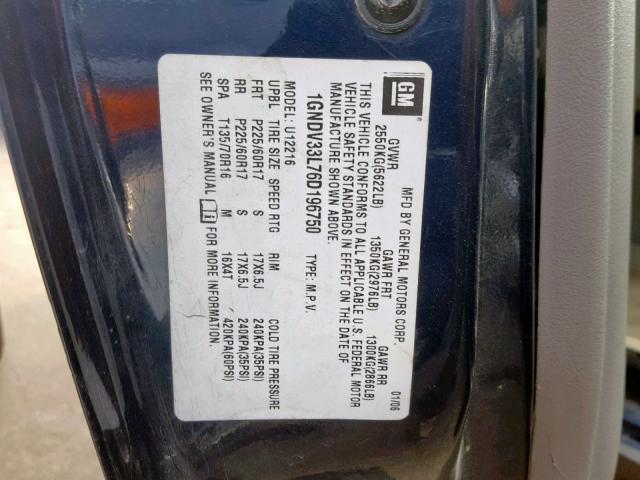 GM
MFD BY GENERAL MOTORS CORP. 01/06
GVWR GAWR FRT GAWR RR
2550KG(5622LB) 1350KG(2976LB) 1300KG(2866LB)
THIS VEHICLE CONFORMS TO ALL APPLICABLE U.S. FEDERAL MOTOR
VEHICLE SAFETY STANDARDS IN EFFECT ON THE DATE OF
MANUFACTURE SHOWN ABOVE.
1GNDV33L76D196750 TYPE: M.P.V.
MODEL: U12216
UPBL TIRE SIZE SPEED RTG RIM COLD TIRE PRESSURE
FRT P225/60R17 S 17X6.5J 240KPA(35PSI)
RR P225/60R17 S 17X6.5J 240KPA(35PSI)
SPA T135/70R16 M 16X4T 420KPA(60PSI)
SEE OWNER'S MANUAL FOR MORE INFORMATION.